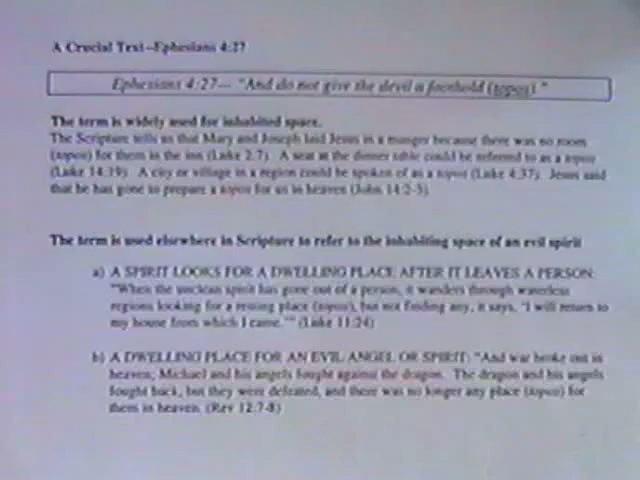 A Crucial Text--Ephesians 4:27
Ephesians 4:27— "And do not give the devil a foothold (topos)."
The term is widely used for inhabited space.
The Scripture tells us that Mary and Joseph laid Jesus in a manger because there was no room
(topos) for them in the inn (Luke 2:7). A seat at the dinner table could be referred to as a topos
(Luke 14:19). A city or village in a region could be spoken of as a topos (Luke 4:37). Jesus said
that he has gone to prepare a topos for us in heaven (John 14:2-3).
The term is used elsewhere in Scripture to refer to the inhabiting space of an evil spirit
a) A SPIRIT LOOKS FOR A DWELLING PLACE AFTER IT LEAVES A PERSON:
"When the unclean spirit has gone out of a person, it wanders through waterless
regions looking for a resting place (topos), but not finding any, it says, 'I will return to
my house from which I came.'" (Luke 11:24)
b) A DWELLING PLACE FOR AN EVIL ANGEL OR SPIRIT: "And war broke out in
heaven; Michael and his angels fought against the dragon. The dragon and his angels
fought back, but they were defeated, and there was no longer any place (topos) for
them in heaven. (Rev 12:7-8)